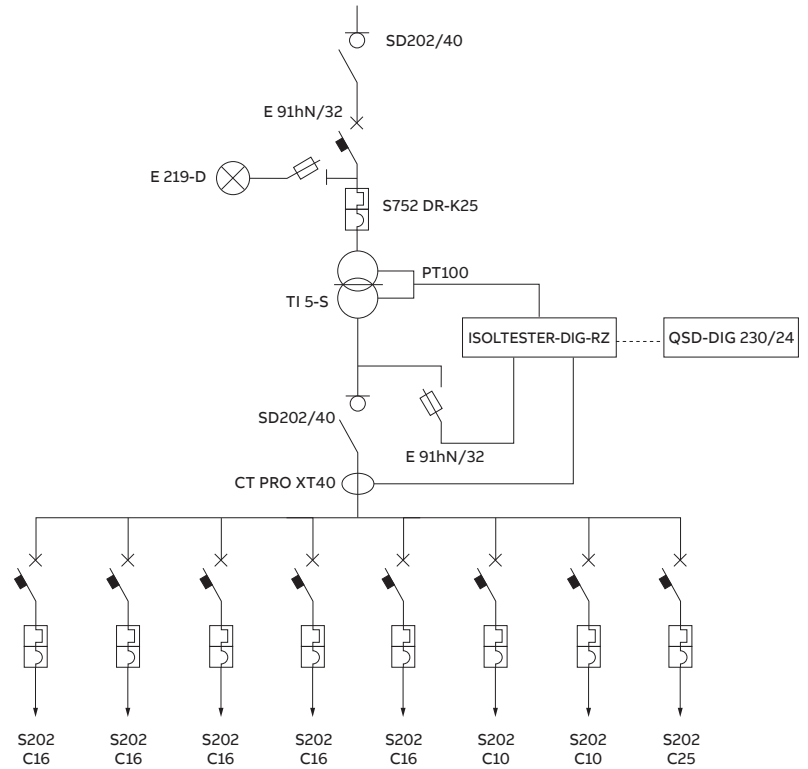 SD202/40
E 91hN/32
E 219-D
S752 DR-K25
PT100
TI 5-S
ISOLTESTER-DIG-RZ
QSD-DIG 230/24
SD202/40
E 91hN/32
CT PRO XT40
S202
C16
S202
C16
S202
C16
S202
C16
S202
C16
S202
C10
S202
C10
S202
C25